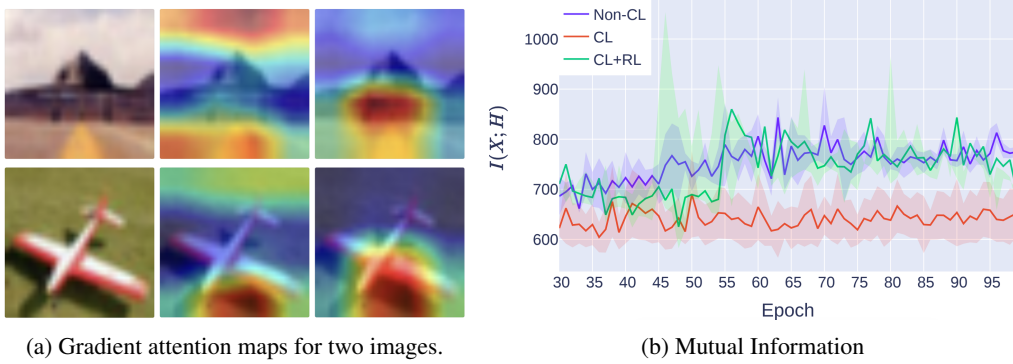 Non-CL
CL
CL+RL
1000
900
800
700
600
I(X; H)
30 35 40 45 50 55 60 65 70 75 80 85 90 95
Epoch
(a) Gradient attention maps for two images.
(b) Mutual Information